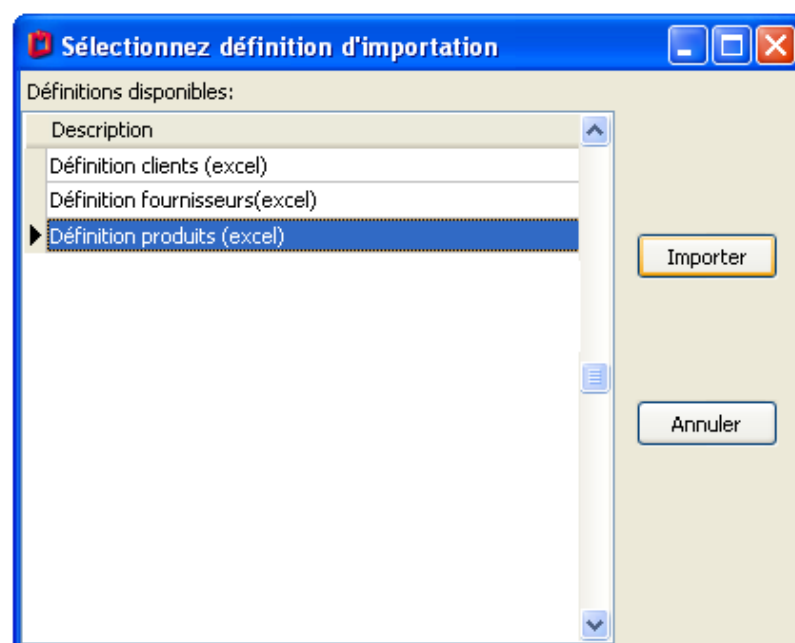 Sélectionnez définition d'importation
Définitions disponibles:
Description
Définition clients (excel)
Définition fournisseurs(excel)
Définition produits (excel)
Importer
Annuler